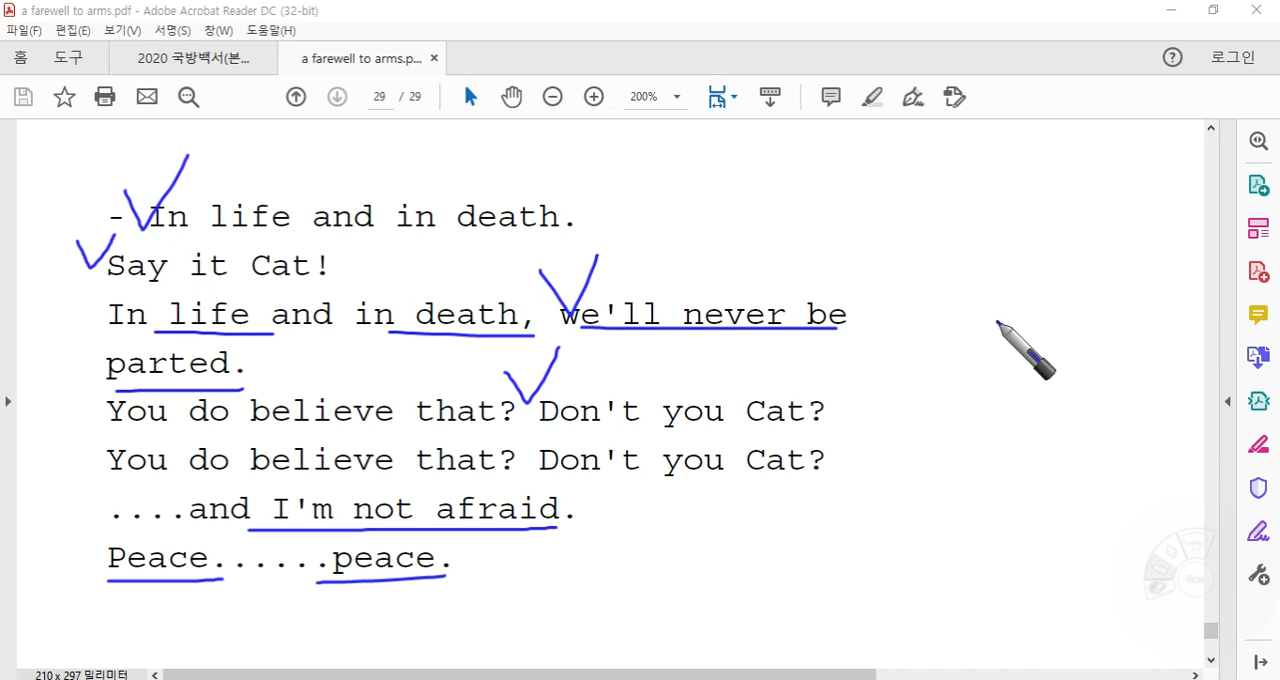 a farewell to arms.pdf - Adobe Acrobat Reader DC (32-bit)
파일(F) 편집(E) 보기(V) 서명(S) 창(W) 도움말(H)
홈 도구 2020 국방백서(본... a farewell to arms.p... × ? 로그인
29 / 29 200%
- In life and in death.
Say it Cat!
In life and in death, we'll never be
parted.
You do believe that? Don't you Cat?
You do believe that? Don't you Cat?
....and I'm not afraid.
Peace......peace.
210 x 297 밀리미터